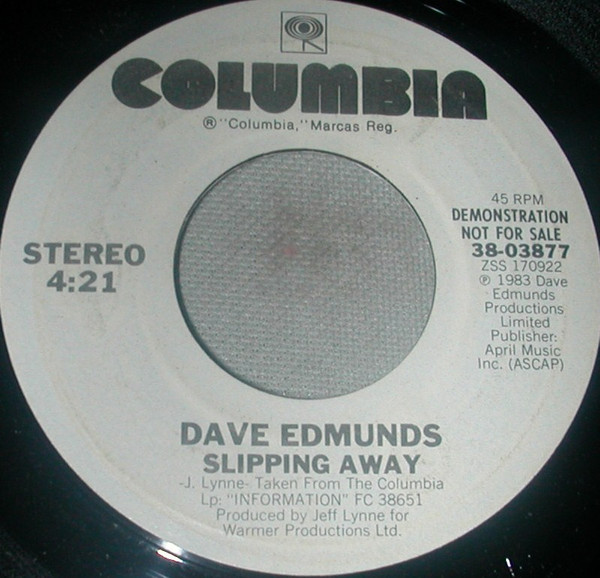 COLUMBIA
®"Columbia," Marcas Reg.
STEREO
4:21
45 RPM
DEMONSTRATION
NOT FOR SALE
38-03877
ZSS 170922
℗ 1983 Dave
Edmunds
Productions
Limited
Publisher:
April Music
Inc. (ASCAP)
DAVE EDMUNDS
SLIPPING AWAY
-J. Lynne- Taken From The Columbia
Lp: "INFORMATION" FC 38651
Produced by Jeff Lynne for
Warmer Productions Ltd.